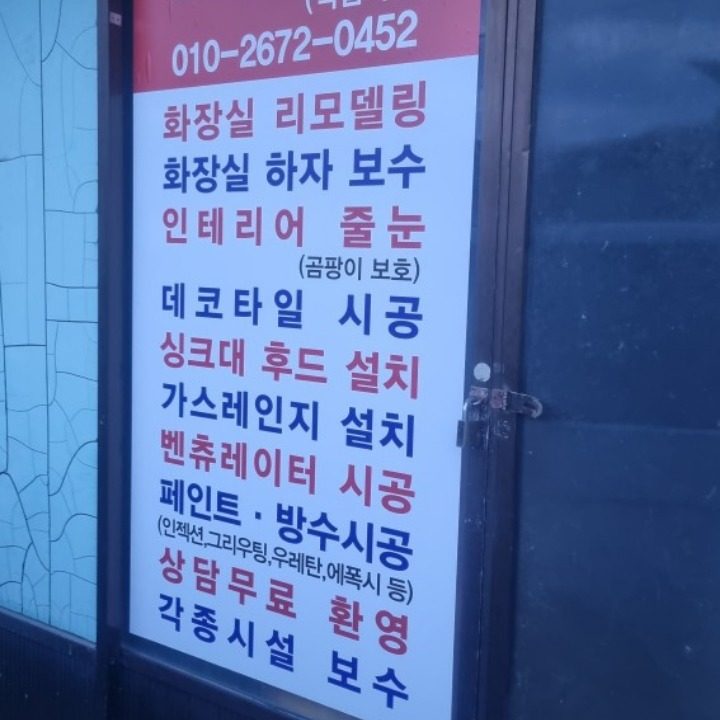 010-2672-0452
화장실 리모델링
화장실 하자 보수
인테리어 줄눈
(곰팡이 보호)
데코타일 시공
싱크대 후드 설치
가스레인지 설치
벤츄레이터 시공
페인트 · 방수시공
(인젝션,그리우팅,우레탄,에폭시 등)
상담무료 환영
각종시설 보수